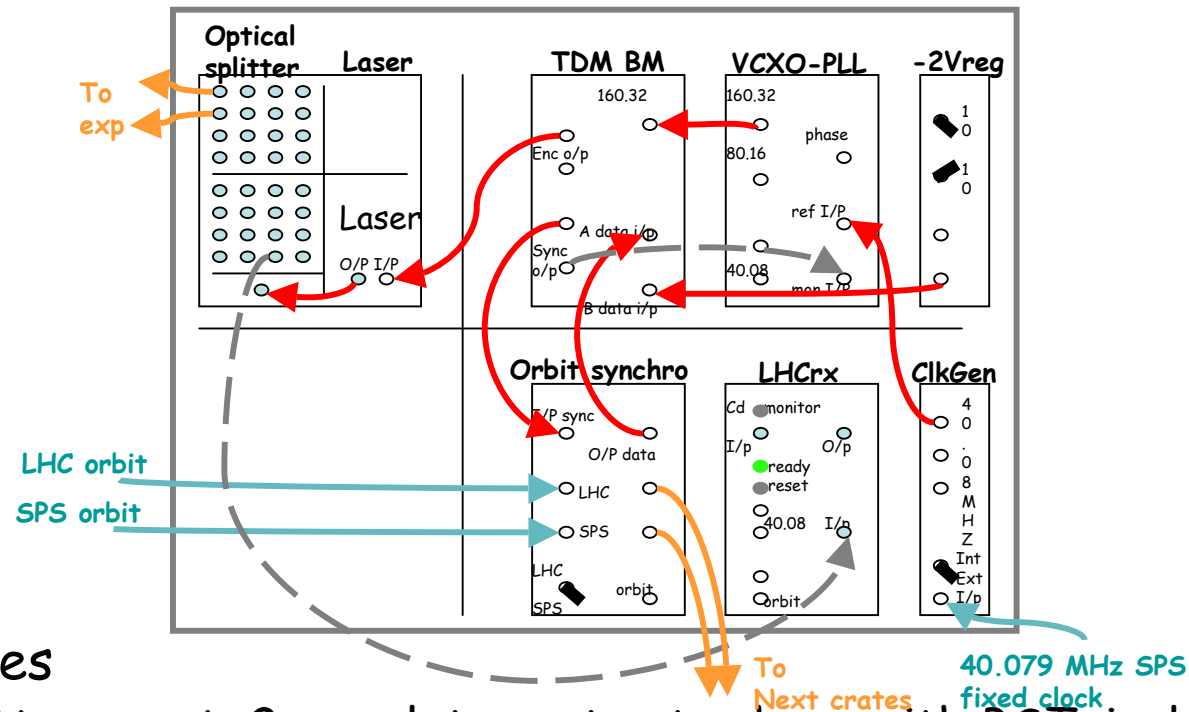 Optical
splitter
Laser
TDM BM
VCXO-PLL
-2Vreg
To
exp
160.32
160.32
1
0
phase
Enc o/p
80.16
1
0
Laser
ref I/P
A data i/p
Sync
o/p
O/P I/P
40.08
mon I/P
B data i/p
Orbit synchro
LHCrx
ClkGen
I/P sync
Cd monitor
4
0
.
0
8
M
H
Z
I/p
O/p
O/P data
ready
reset
LHC orbit
LHC
SPS orbit
SPS
40.08 I/p
Int
Ext
I/p
LHC
SPS
orbit
orbit
es
To
Next crates
40.079 MHz SPS
fixed clock